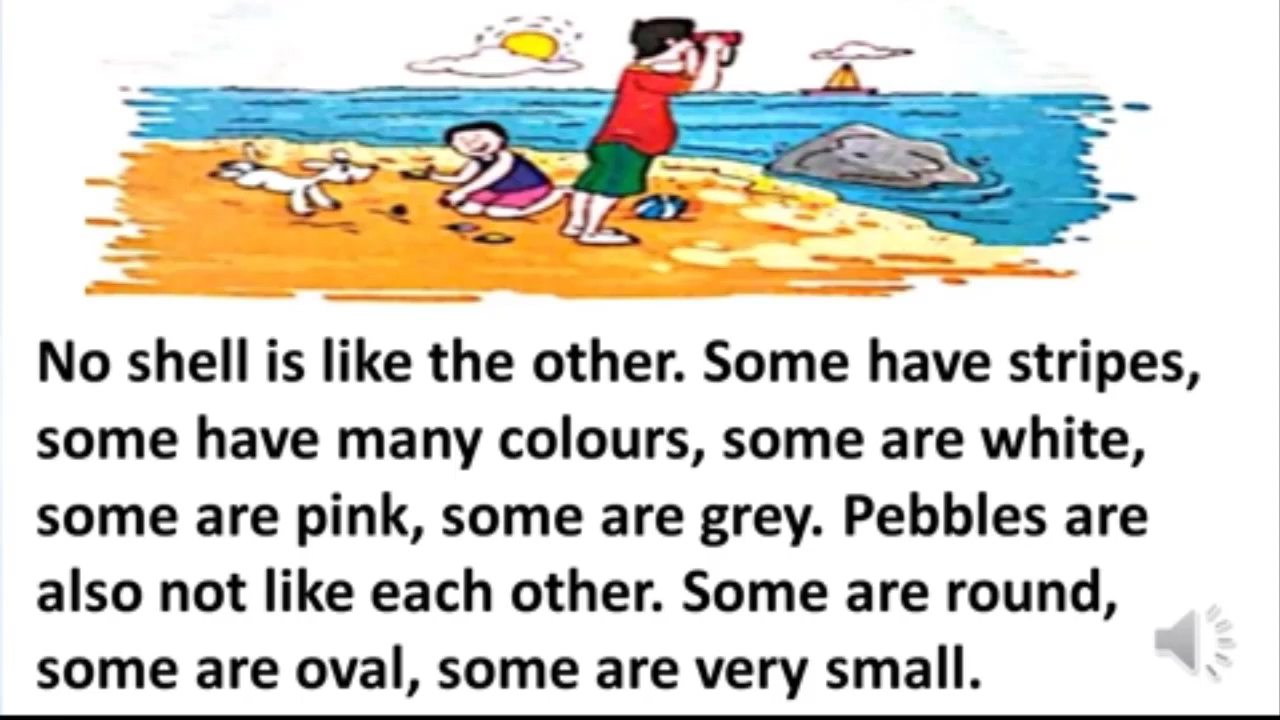 No shell is like the other. Some have stripes,
some have many colours, some are white,
some are pink, some are grey. Pebbles are
also not like each other. Some are round,
some are oval, some are very small.